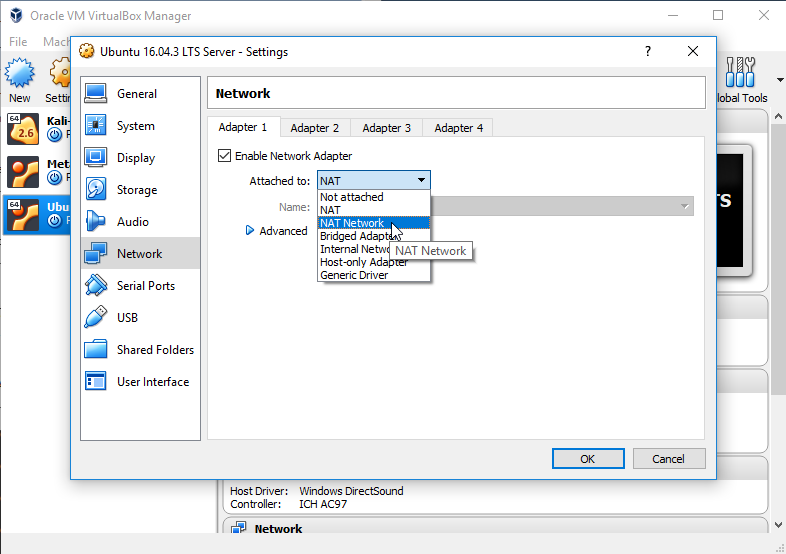 Oracle VM VirtualBox Manager
File Mach
New Settin
lobal Tools
64 Kali-
2.6
Met
64 Ubu
TS
Ubuntu 16.04.3 LTS Server - Settings
?
General
System
Display
Storage
Audio
Network
Serial Ports
USB
Shared Folders
User Interface
Network
Adapter 1 Adapter 2 Adapter 3 Adapter 4
Enable Network Adapter
Attached to: NAT
Name:
Advanced
Not attached
NAT
NAT Network
Bridged Adapte
Internal Netwo
Host-only Adapter
Generic Driver
NAT Network
OK Cancel
Host Driver: Windows DirectSound
Controller: ICH AC97
Network